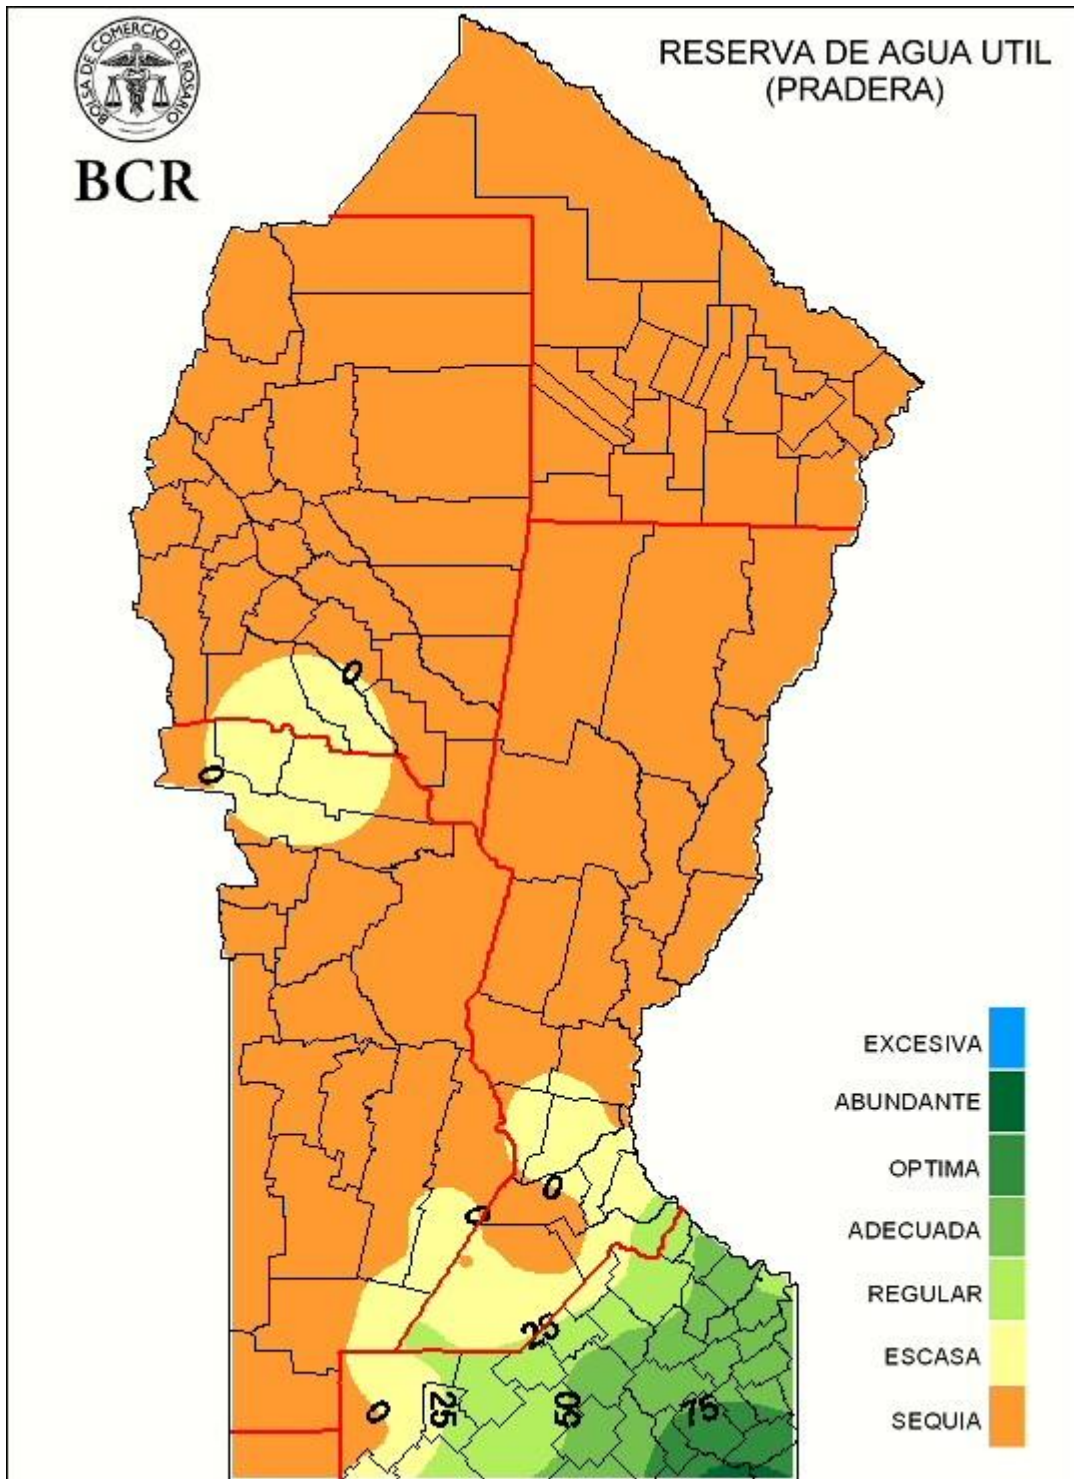 BOLSA DE COMERCIO DE ROSARIO
BCR
RESERVA DE AGUA UTIL
(PRADERA)
0
0
0
0
25
0
25
50
75
EXCESIVA
ABUNDANTE
OPTIMA
ADECUADA
REGULAR
ESCASA
SEQUIA